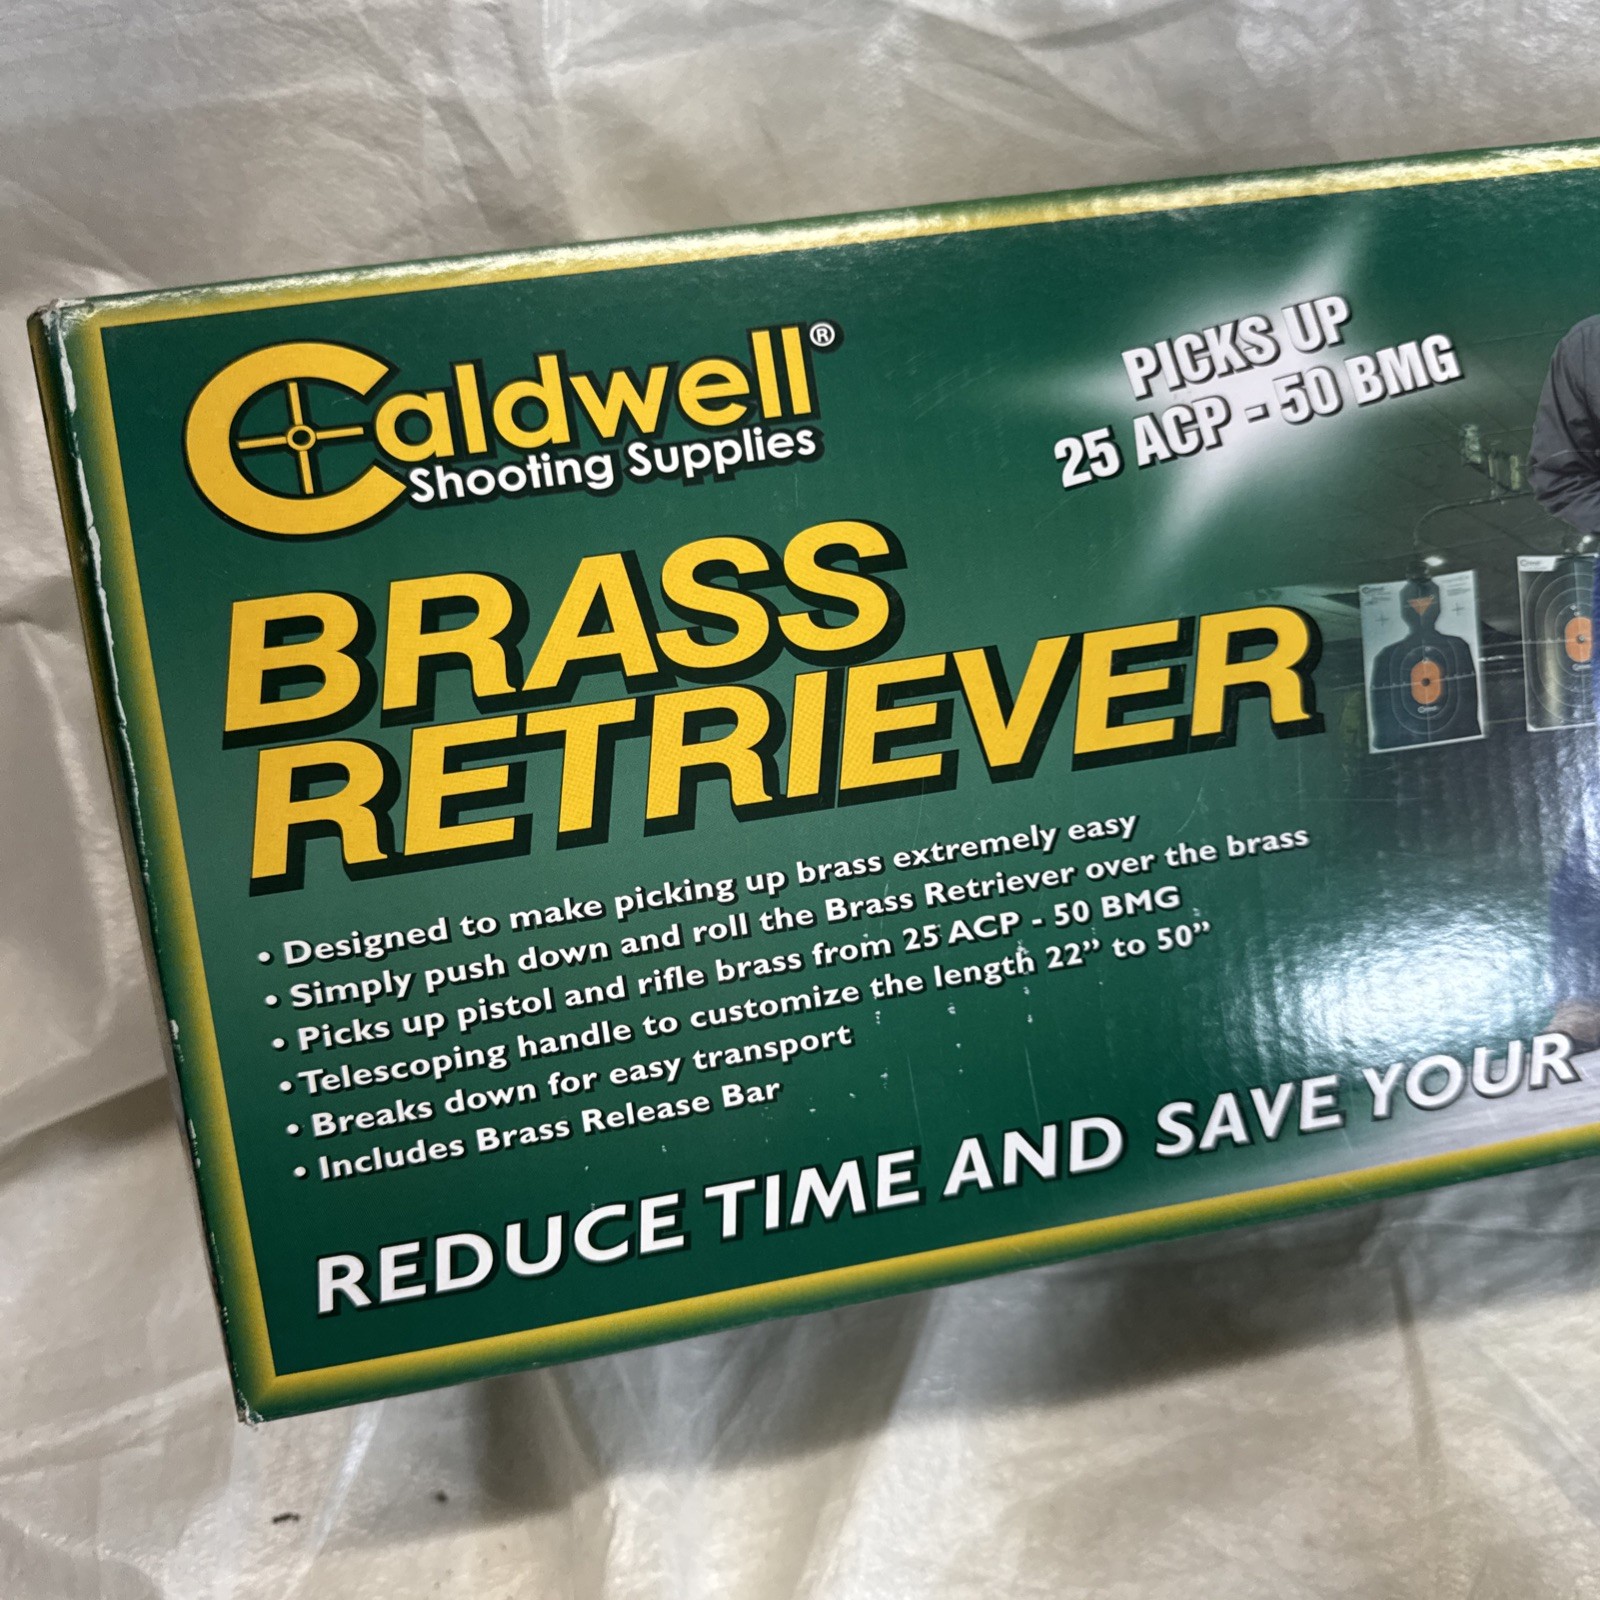 Caldwell®
Shooting Supplies
PICKS UP
25 ACP - 50 BMG
BRASS
RETRIEVER
• Designed to make picking up brass extremely easy
• Simply push down and roll the Brass Retriever over the brass
• Picks up pistol and rifle brass from 25 ACP - 50 BMG
• Telescoping handle to customize the length 22” to 50”
• Breaks down for easy transport
• Includes Brass Release Bar
REDUCE TIME AND SAVE YOUR